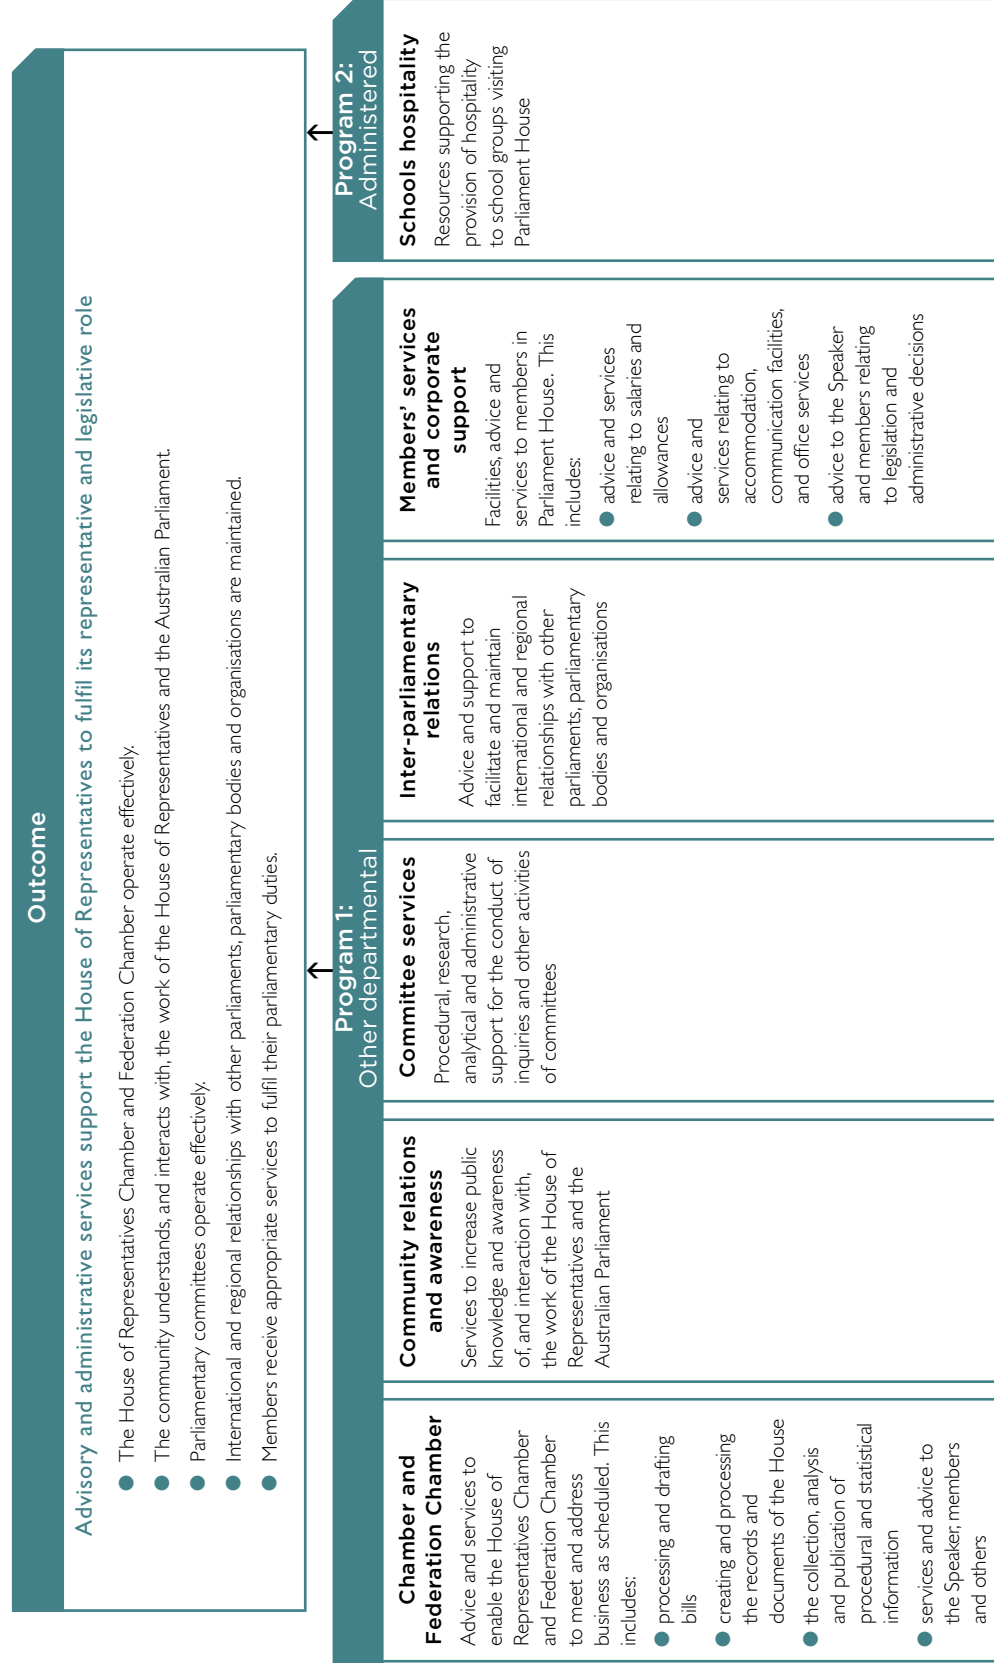 Outcome
Advisory and administrative services support the House of Representatives to fulfil its representative and legislative role
● The House of Representatives Chamber and Federation Chamber operate effectively.
● The community understands, and interacts with, the work of the House of Representatives and the Australian Parliament.
● Parliamentary committees operate effectively.
● International and regional relationships with other parliaments, parliamentary bodies and organisations are maintained.
● Members receive appropriate services to fulfil their parliamentary duties.
Program 1:
Other departmental
Chamber and
Federation Chamber
Advice and services to
enable the House of
Representatives Chamber
and Federation Chamber
to meet and address
business as scheduled. This
includes:
● processing and drafting
bills
● creating and processing
the records and
documents of the House
● the collection, analysis
and publication of
procedural and statistical
information
● services and advice to
the Speaker, members
and others
Community relations
and awareness
Services to increase public
knowledge and awareness
of, and interaction with,
the work of the House of
Representatives and the
Australian Parliament
Committee services
Procedural, research,
analytical and administrative
support for the conduct of
inquiries and other activities
of committees
Inter-parliamentary
relations
Advice and support to
facilitate and maintain
international and regional
relationships with other
parliaments, parliamentary
bodies and organisations
Members' services
and corporate
support
Facilities, advice and
services to members in
Parliament House. This
includes:
● advice and services
relating to salaries and
allowances
● advice and
services relating to
accommodation,
communication facilities,
and office services
● advice to the Speaker
and members relating
to legislation and
administrative decisions
Program 2:
Administered
Schools hospitality
Resources supporting the
provision of hospitality
to school groups visiting
Parliament House